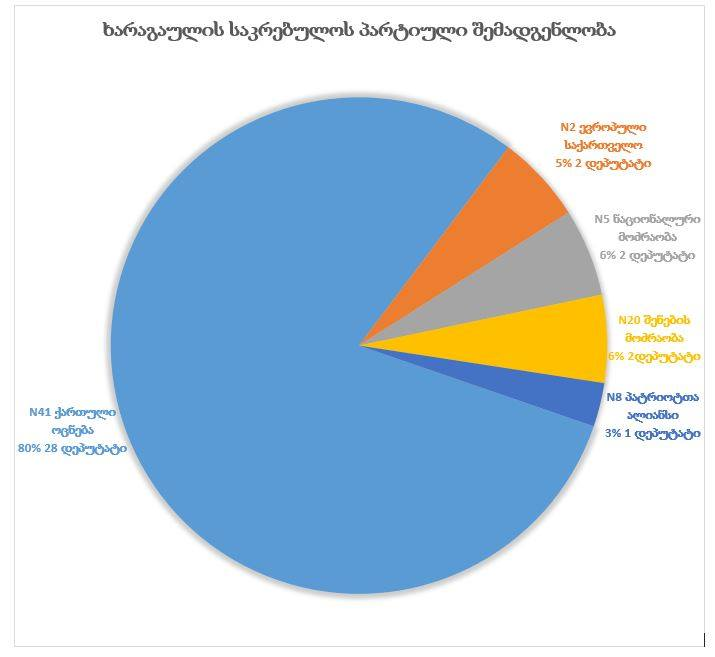 ხარაგაულის საკრებულოს პარტიული შემადგენლობა
N2 ევროპული
საქართველო
5% 2 დეპუტატი
N5 ნაციონალური
მოძრაობა
6% 2 დეპუტატი
N20 შენების
მოძრაობა
6% 2დეპუტატი
N8 პატრიოტთა
ალიანსი
3% 1 დეპუტატი
N41 ქართული
ოცნება
80% 28 დეპუტატი